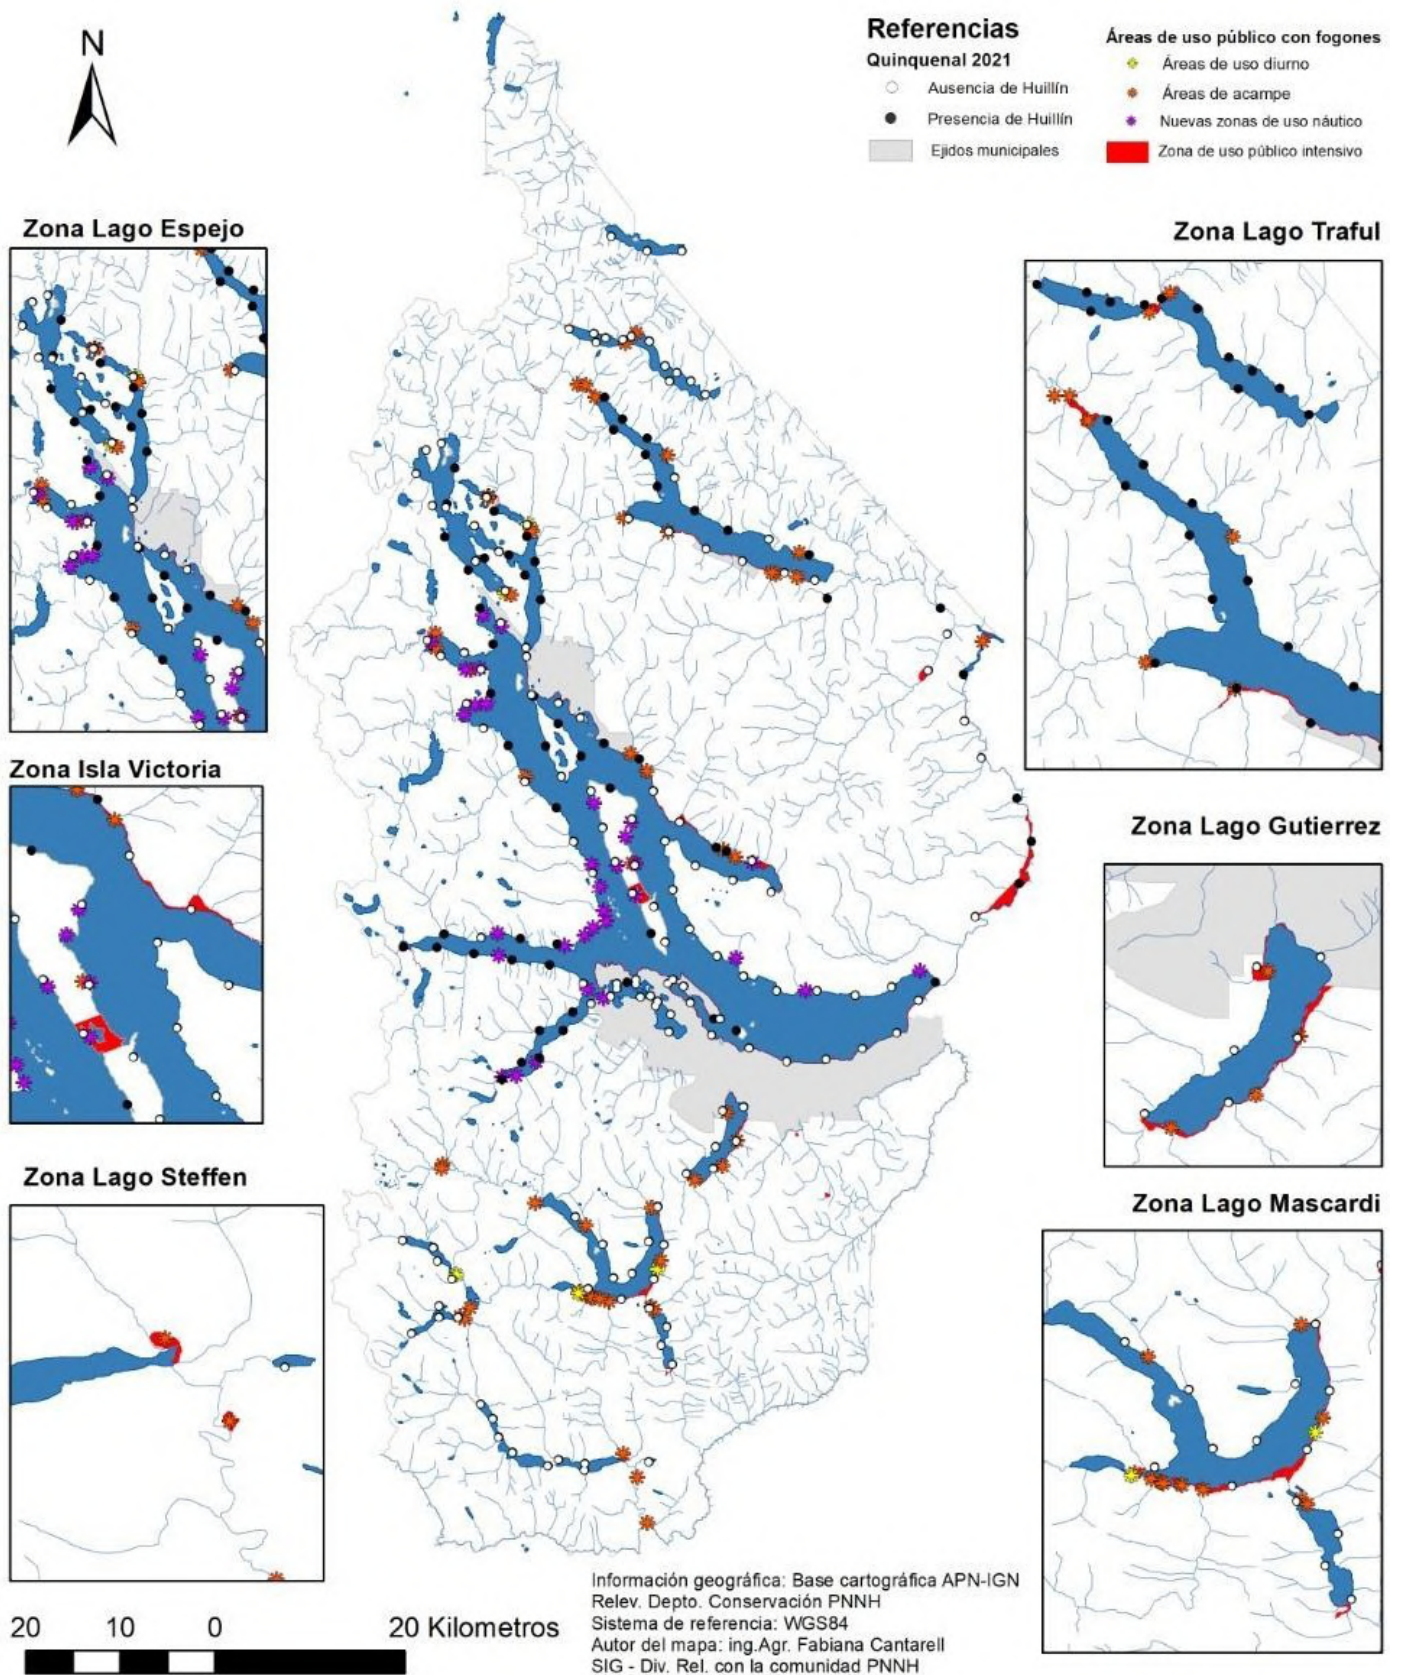 N
Referencias
Quinquenal 2021
Ausencia de Huillín
Presencia de Huillín
Ejidos municipales
Áreas de uso público con fogones
Áreas de uso diurno
Áreas de acampe
Nuevas zonas de uso náutico
Zona de uso público intensivo
Zona Lago Espejo
Zona Lago Traful
Zona Isla Victoria
Zona Lago Gutierrez
Zona Lago Steffen
Zona Lago Mascardi
20 10 0 20 Kilometros
Información geográfica: Base cartográfica APN-IGN
Relev. Depto. Conservación PNNH
Sistema de referencia: WGS84
Autor del mapa: ing.Agr. Fabiana Cantarell
SIG - Div. Rel. con la comunidad PNNH